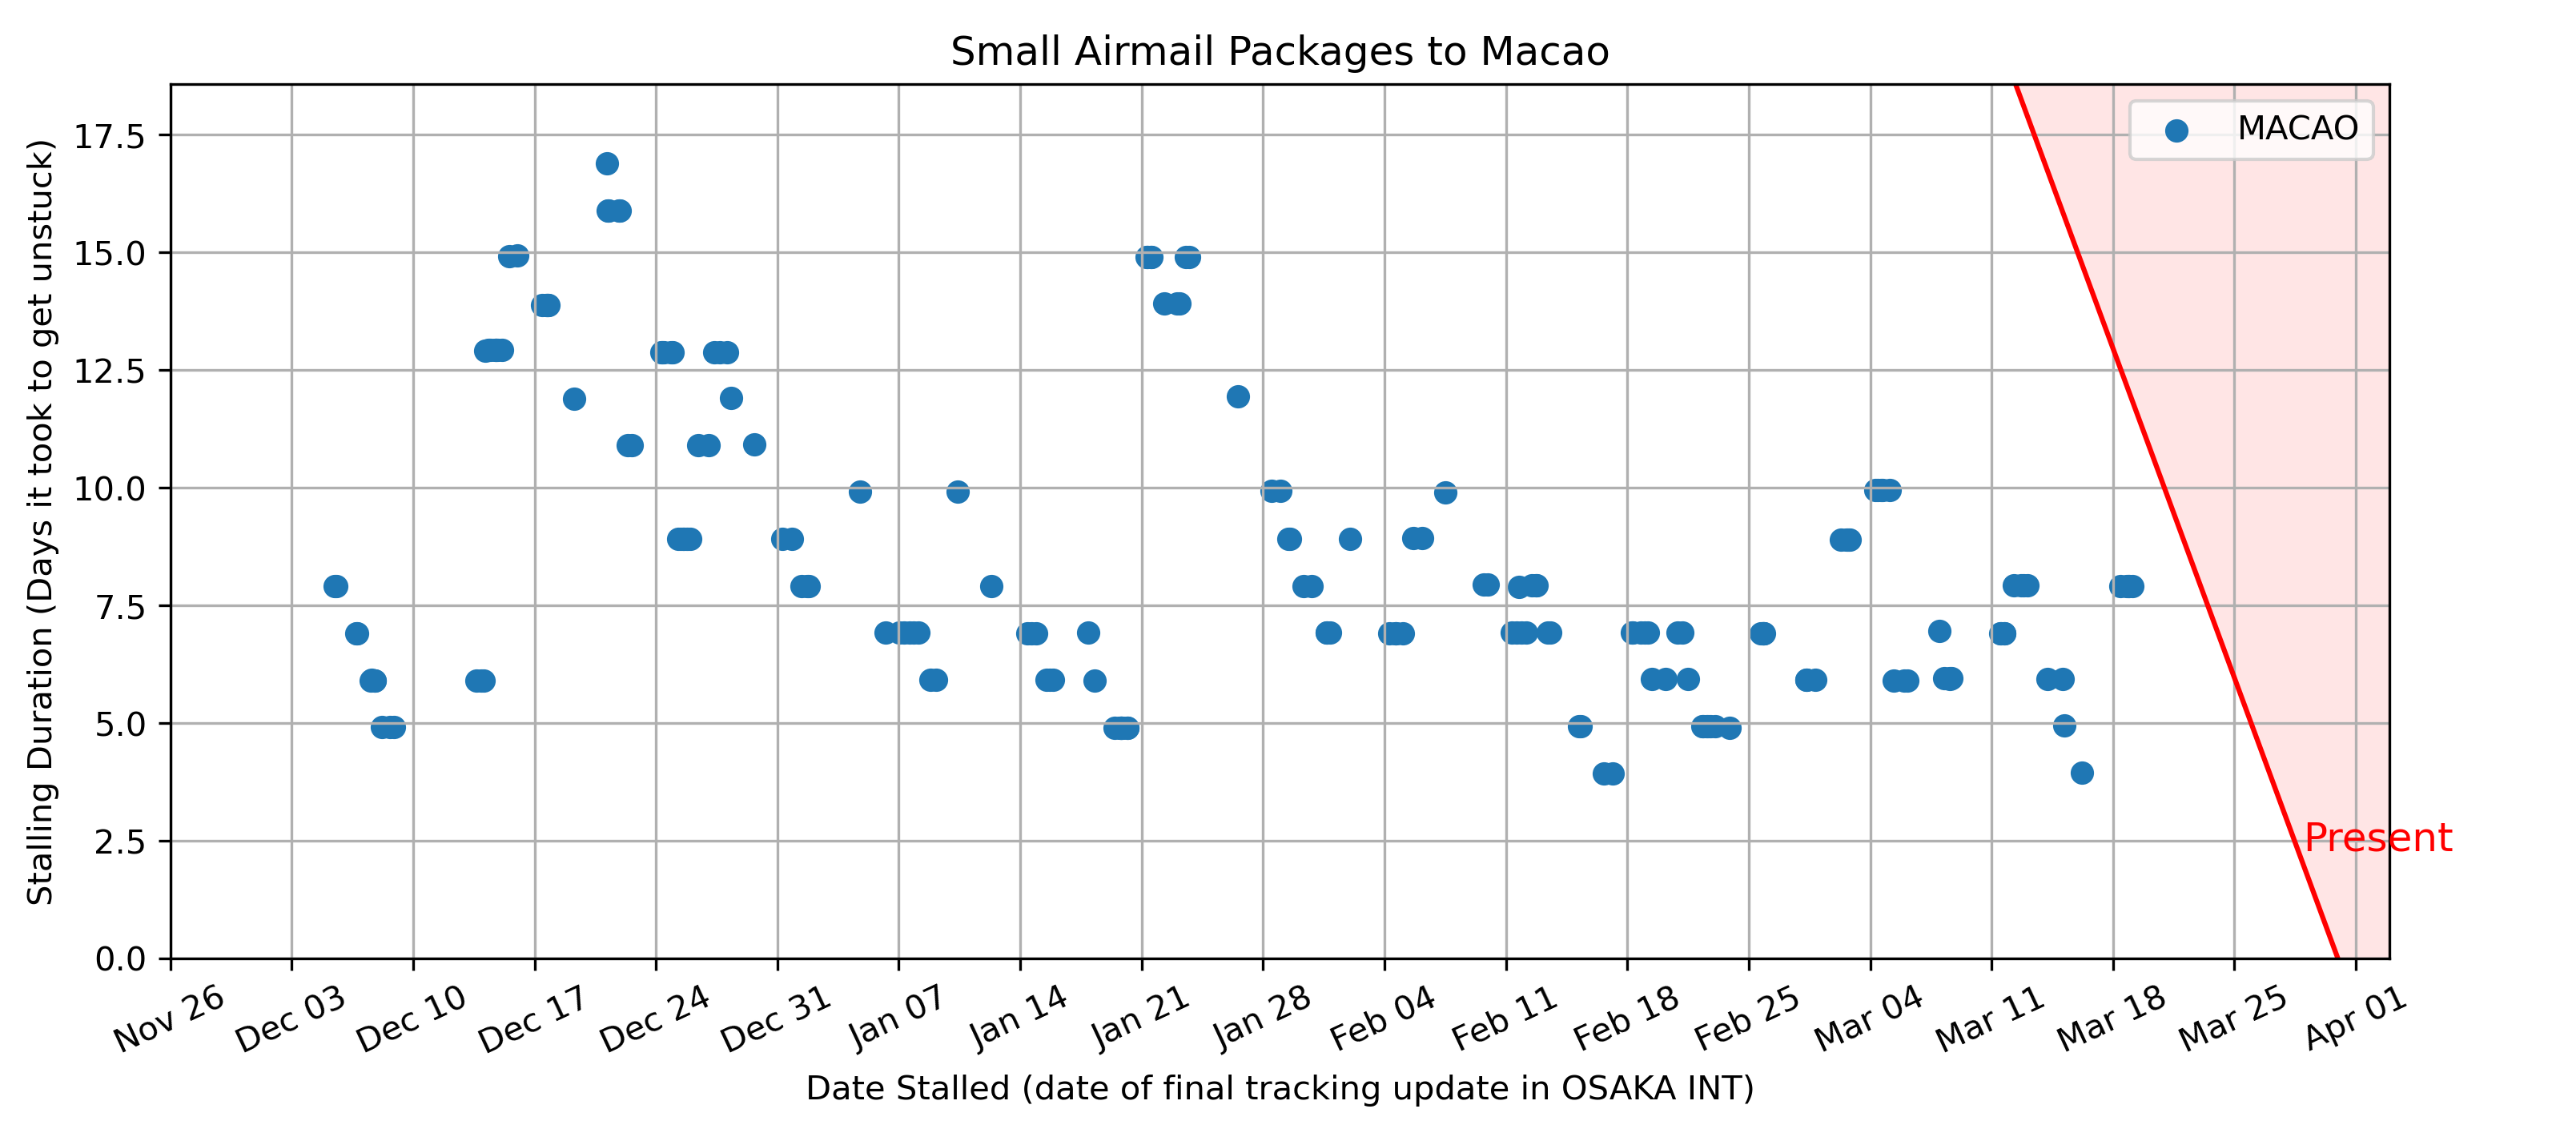 Small Airmail Packages to Macao
MACAO
Stalling Duration (Days it took to get unstuck)
17.5
15.0
12.5
10.0
7.5
5.0
2.5
0.0
Present
Nov 26
Dec 03
Dec 10
Dec 17
Dec 24
Dec 31
Jan 07
Jan 14
Jan 21
Jan 28
Feb 04
Feb 11
Feb 18
Feb 25
Mar 04
Mar 11
Mar 18
Mar 25
Apr 01
Date Stalled (date of final tracking update in OSAKA INT)